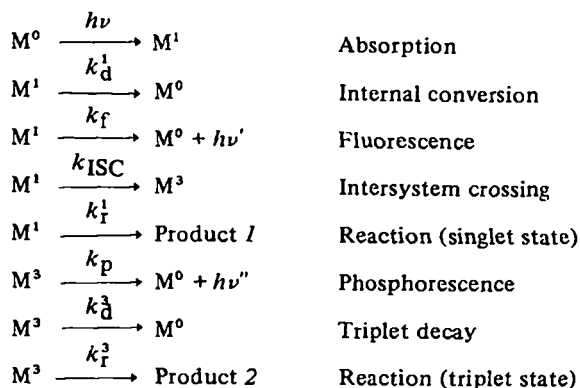 M⁰ —hν→ M¹ Absorption
M¹ —k¹d→ M⁰ Internal conversion
M¹ —kf→ M⁰ + hν' Fluorescence
M¹ —kISC→ M³ Intersystem crossing
M¹ —k¹r→ Product 1 Reaction (singlet state)
M³ —kp→ M⁰ + hν" Phosphorescence
M³ —k³d→ M⁰ Triplet decay
M³ —k³r→ Product 2 Reaction (triplet state)